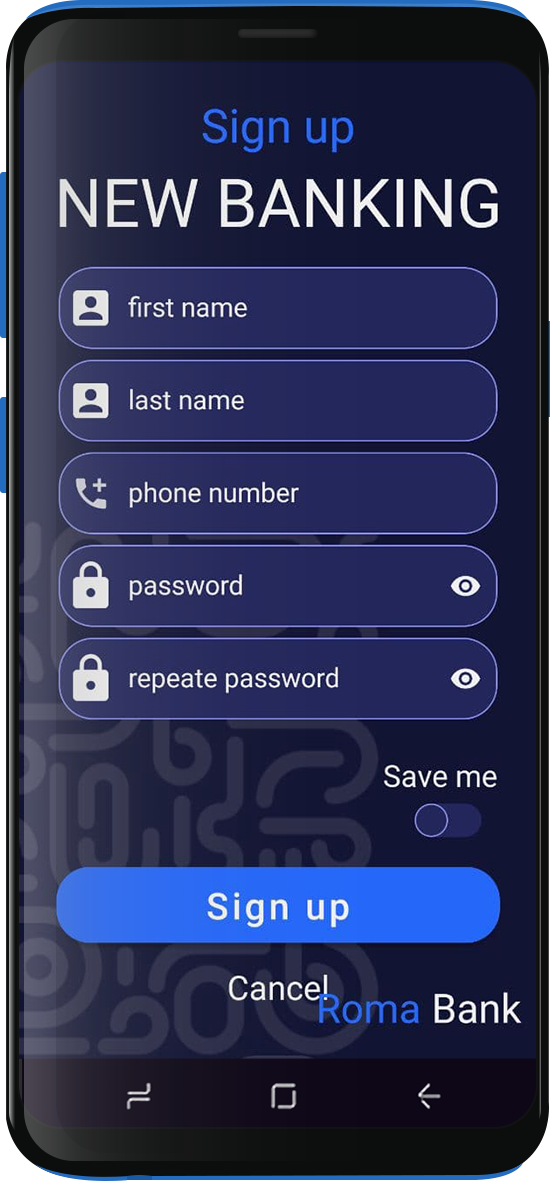 Sign up
NEW BANKING
first name
last name
phone number
password
repeate password
Save me
Sign up
Cancel
Roma Bank